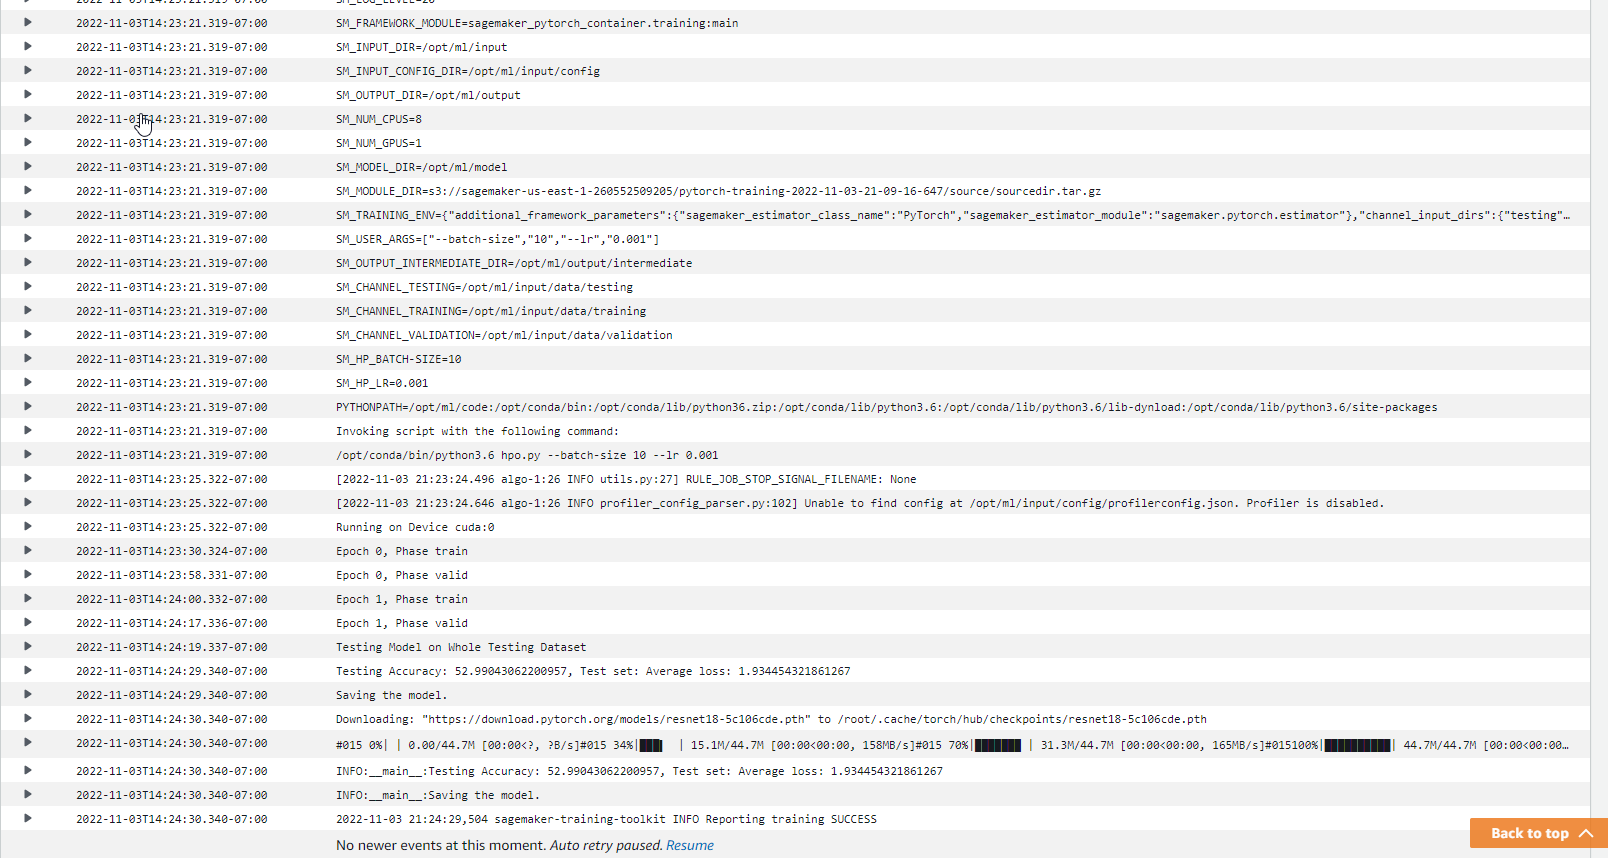 SM_LOG_LEVEL=20
2022-11-03T14:23:21.319-07:00 SM_FRAMEWORK_MODULE=sagemaker_pytorch_container.training:main
2022-11-03T14:23:21.319-07:00 SM_INPUT_DIR=/opt/ml/input
2022-11-03T14:23:21.319-07:00 SM_INPUT_CONFIG_DIR=/opt/ml/input/config
2022-11-03T14:23:21.319-07:00 SM_OUTPUT_DIR=/opt/ml/output
2022-11-03T14:23:21.319-07:00 SM_NUM_CPUS=8
2022-11-03T14:23:21.319-07:00 SM_NUM_GPUS=1
2022-11-03T14:23:21.319-07:00 SM_MODEL_DIR=/opt/ml/model
2022-11-03T14:23:21.319-07:00 SM_MODULE_DIR=s3://sagemaker-us-east-1-260552509205/pytorch-training-2022-11-03-21-09-16-647/source/sourcedir.tar.gz
2022-11-03T14:23:21.319-07:00 SM_TRAINING_ENV={"additional_framework_parameters":{"sagemaker_estimator_class_name":"PyTorch","sagemaker_estimator_module":"sagemaker.pytorch.estimator"},"channel_input_dirs":{"testing"…
2022-11-03T14:23:21.319-07:00 SM_USER_ARGS=["--batch-size","10","--lr","0.001"]
2022-11-03T14:23:21.319-07:00 SM_OUTPUT_INTERMEDIATE_DIR=/opt/ml/output/intermediate
2022-11-03T14:23:21.319-07:00 SM_CHANNEL_TESTING=/opt/ml/input/data/testing
2022-11-03T14:23:21.319-07:00 SM_CHANNEL_TRAINING=/opt/ml/input/data/training
2022-11-03T14:23:21.319-07:00 SM_CHANNEL_VALIDATION=/opt/ml/input/data/validation
2022-11-03T14:23:21.319-07:00 SM_HP_BATCH-SIZE=10
2022-11-03T14:23:21.319-07:00 SM_HP_LR=0.001
2022-11-03T14:23:21.319-07:00 PYTHONPATH=/opt/ml/code:/opt/conda/bin:/opt/conda/lib/python36.zip:/opt/conda/lib/python3.6:/opt/conda/lib/python3.6/lib-dynload:/opt/conda/lib/python3.6/site-packages
2022-11-03T14:23:21.319-07:00 Invoking script with the following command:
2022-11-03T14:23:21.319-07:00 /opt/conda/bin/python3.6 hpo.py --batch-size 10 --lr 0.001
2022-11-03T14:23:25.322-07:00 [2022-11-03 21:23:24.496 algo-1:26 INFO utils.py:27] RULE_JOB_STOP_SIGNAL_FILENAME: None
2022-11-03T14:23:25.322-07:00 [2022-11-03 21:23:24.646 algo-1:26 INFO profiler_config_parser.py:102] Unable to find config at /opt/ml/input/config/profilerconfig.json. Profiler is disabled.
2022-11-03T14:23:25.322-07:00 Running on Device cuda:0
2022-11-03T14:23:30.324-07:00 Epoch 0, Phase train
2022-11-03T14:23:58.331-07:00 Epoch 0, Phase valid
2022-11-03T14:24:00.332-07:00 Epoch 1, Phase train
2022-11-03T14:24:17.336-07:00 Epoch 1, Phase valid
2022-11-03T14:24:19.337-07:00 Testing Model on Whole Testing Dataset
2022-11-03T14:24:29.340-07:00 Testing Accuracy: 52.99043062200957, Test set: Average loss: 1.934454321861267
2022-11-03T14:24:29.340-07:00 Saving the model.
2022-11-03T14:24:30.340-07:00 Downloading: "https://download.pytorch.org/models/resnet18-5c106cde.pth" to /root/.cache/torch/hub/checkpoints/resnet18-5c106cde.pth
2022-11-03T14:24:30.340-07:00 #015 0%| | 0.00/44.7M [00:00<?, ?B/s]#015 34%|███▍ | 15.1M/44.7M [00:00<00:00, 158MB/s]#015 70%|███████ | 31.3M/44.7M [00:00<00:00, 165MB/s]#015100%|██████████| 44.7M/44.7M [00:00<00:00…
2022-11-03T14:24:30.340-07:00 INFO:__main__:Testing Accuracy: 52.99043062200957, Test set: Average loss: 1.934454321861267
2022-11-03T14:24:30.340-07:00 INFO:__main__:Saving the model.
2022-11-03T14:24:30.340-07:00 2022-11-03 21:24:29,504 sagemaker-training-toolkit INFO Reporting training SUCCESS
Back to top
No newer events at this moment. Auto retry paused. Resume